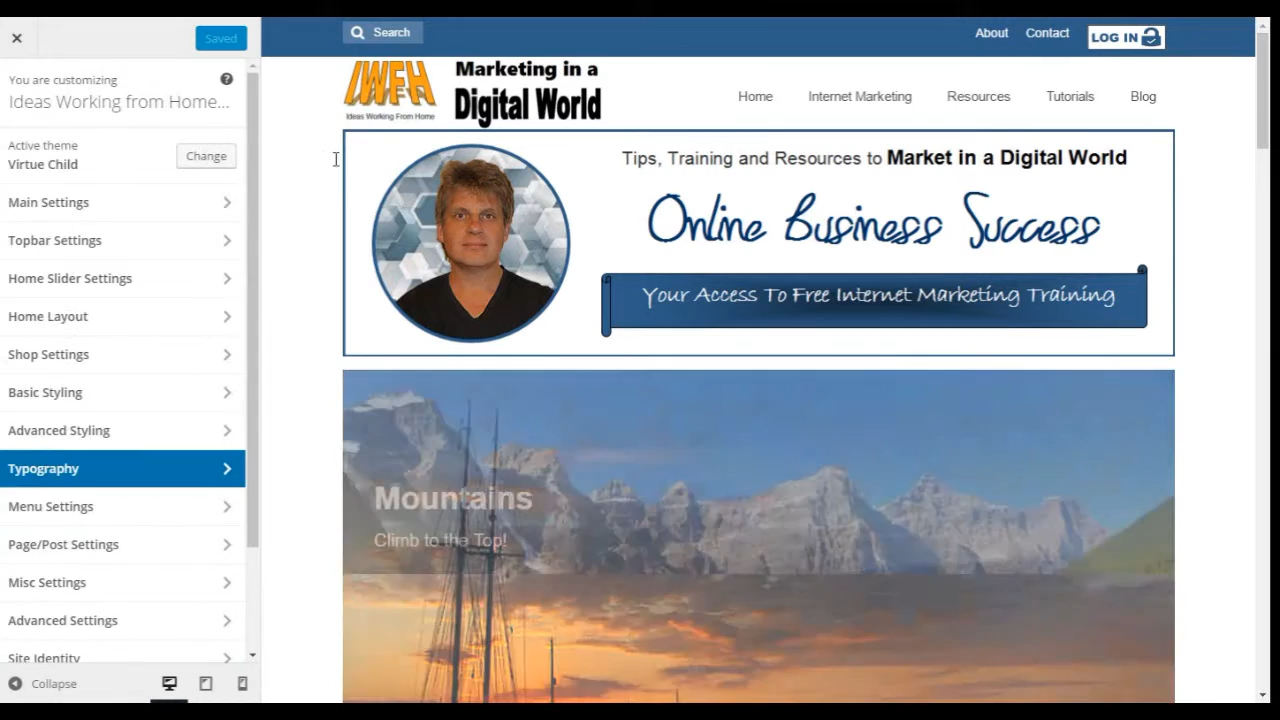 Saved
You are customizing
Ideas Working from Home...
Active theme
Virtue Child
Change
Main Settings
Topbar Settings
Home Slider Settings
Home Layout
Shop Settings
Basic Styling
Advanced Styling
Typography
Menu Settings
Page/Post Settings
Misc Settings
Advanced Settings
Site Identity
Collapse
Search
About
Contact
LOG IN
IWFH
Ideas Working From Home
Marketing in a
Digital World
Home
Internet Marketing
Resources
Tutorials
Blog
Tips, Training and Resources to Market in a Digital World
Online Business Success
Your Access To Free Internet Marketing Training
Mountains
Climb to the Top!